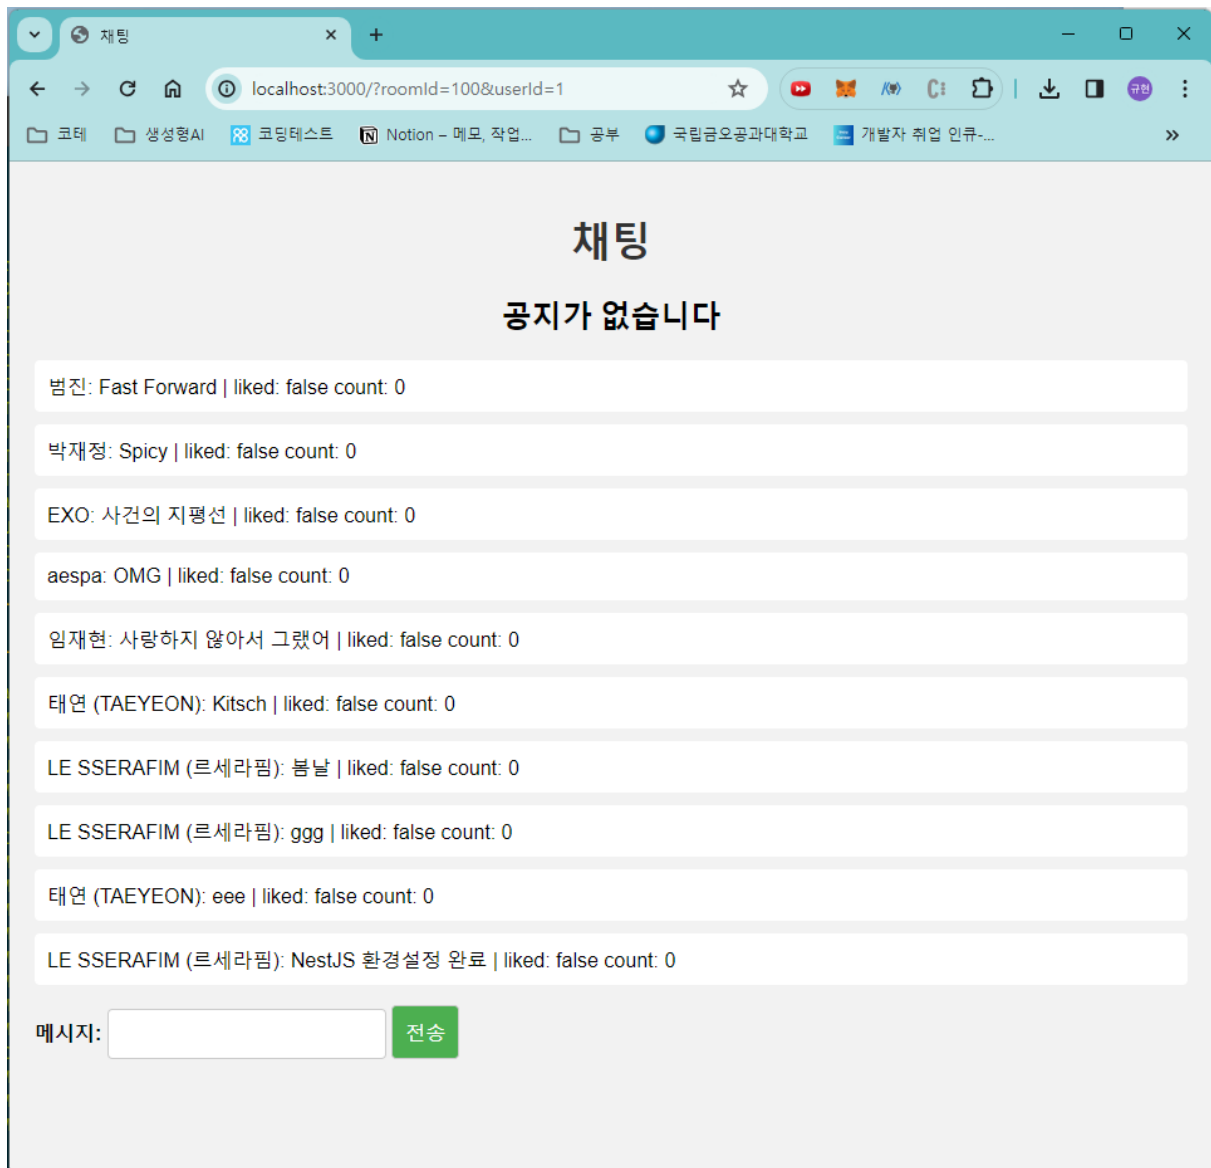 채팅
localhost:3000/?roomId=100&userId=1
규현
코테 생성형AI 코딩테스트 Notion – 메모, 작업... 공부 국립금오공과대학교 개발자 취업 인큐-...
채팅
공지가 없습니다
범진: Fast Forward | liked: false count: 0
박재정: Spicy | liked: false count: 0
EXO: 사건의 지평선 | liked: false count: 0
aespa: OMG | liked: false count: 0
임재현: 사랑하지 않아서 그랬어 | liked: false count: 0
태연 (TAEYEON): Kitsch | liked: false count: 0
LE SSERAFIM (르세라핌): 봄날 | liked: false count: 0
LE SSERAFIM (르세라핌): ggg | liked: false count: 0
태연 (TAEYEON): eee | liked: false count: 0
LE SSERAFIM (르세라핌): NestJS 환경설정 완료 | liked: false count: 0
메시지: 전송